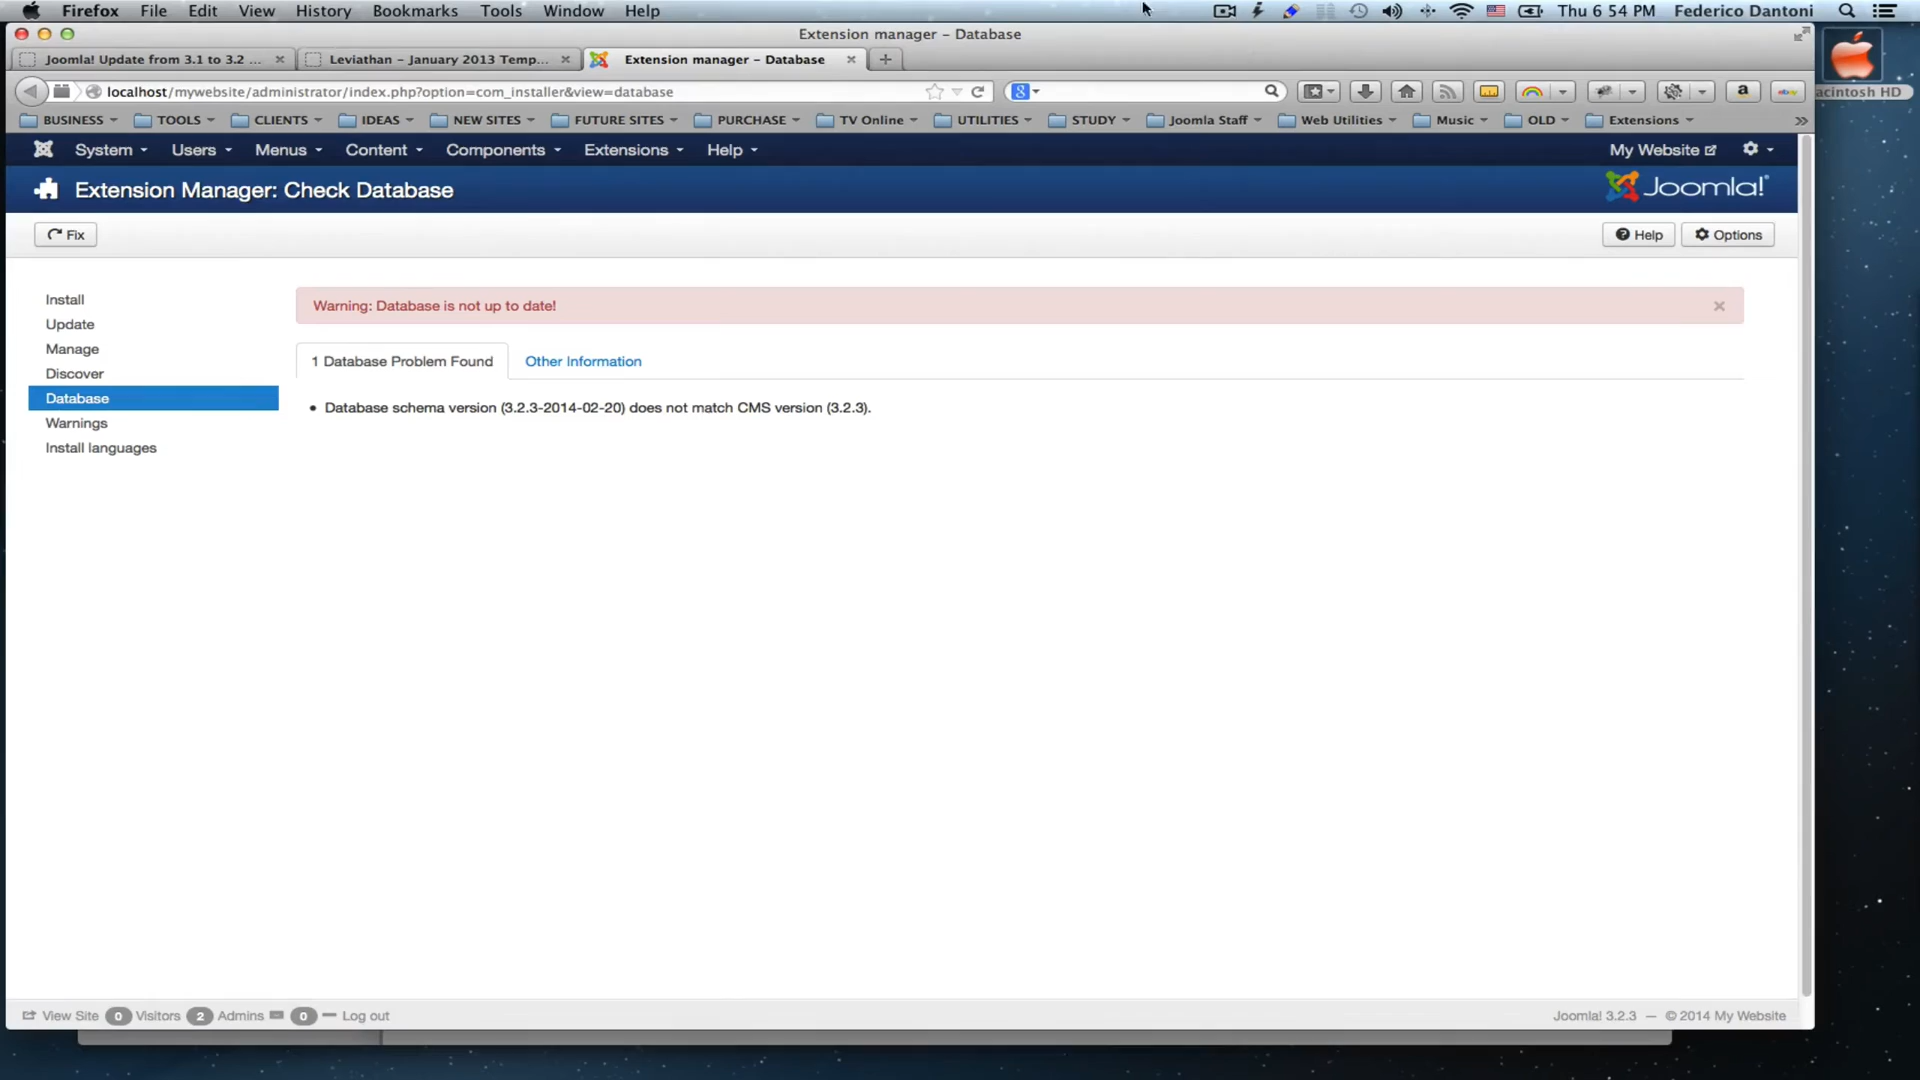 Firefox File Edit View History Bookmarks Tools Window Help Thu 6 54 PM Federico Dantoni
Extension manager – Database
Joomla! Update from 3.1 to 3.2 ... Leviathan – January 2013 Temp... Extension manager – Database
localhost/mywebsite/administrator/index.php?option=com_installer&view=database
acintosh HD
BUSINESS TOOLS CLIENTS IDEAS NEW SITES FUTURE SITES PURCHASE TV Online UTILITIES STUDY Joomla Staff Web Utilities Music OLD Extensions
System Users Menus Content Components Extensions Help My Website
Extension Manager: Check Database Joomla!
Fix Help Options
Install
Update
Manage
Discover
Database
Warnings
Install languages
Warning: Database is not up to date!
1 Database Problem Found Other Information
• Database schema version (3.2.3-2014-02-20) does not match CMS version (3.2.3).
View Site 0 Visitors 2 Admins 0 Log out Joomla! 3.2.3 — © 2014 My Website